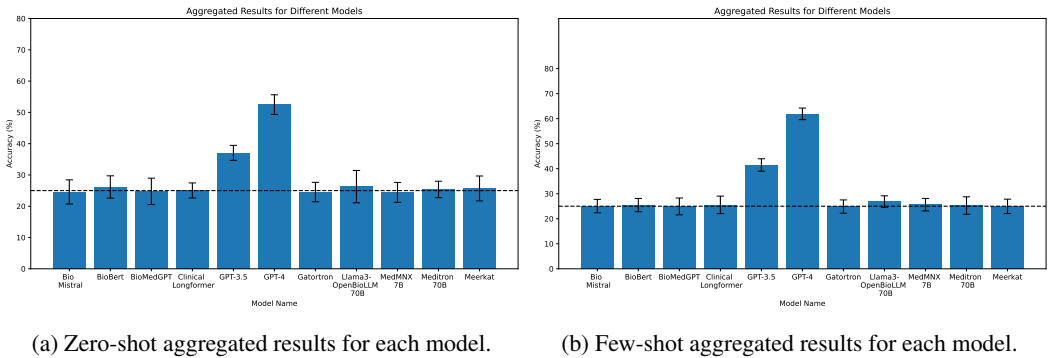 Aggregated Results for Different Models
80
70
60
50
40
30
20
10
0
Accuracy (%)
Bio
Mistral
BioBert
BioMedGPT
Clinical
Longformer
GPT-3.5
GPT-4
Gatortron
Llama3-
OpenBioLLM
70B
MedMNX
7B
Meditron
70B
Meerkat
Model Name
(a) Zero-shot aggregated results for each model.
Aggregated Results for Different Models
80
70
60
50
40
30
20
10
0
Accuracy (%)
Bio
Mistral
BioBert
BioMedGPT
Clinical
Longformer
GPT-3.5
GPT-4
Gatortron
Llama3-
OpenBioLLM
70B
MedMNX
7B
Meditron
70B
Meerkat
Model Name
(b) Few-shot aggregated results for each model.